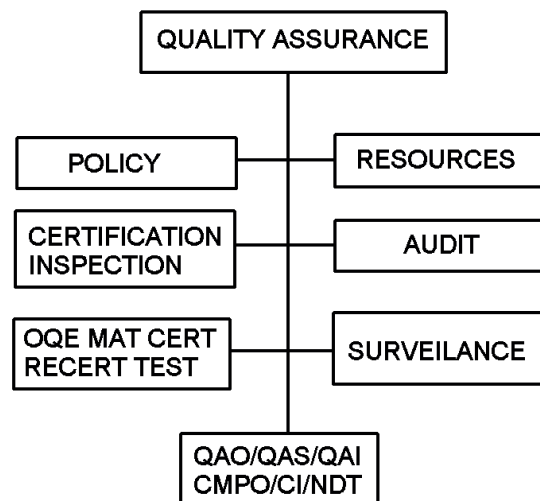 QUALITY ASSURANCE
POLICY
RESOURCES
CERTIFICATION
INSPECTION
AUDIT
OQE MAT CERT
RECERT TEST
SURVEILANCE
QAO/QAS/QAI
CMPO/CI/NDT